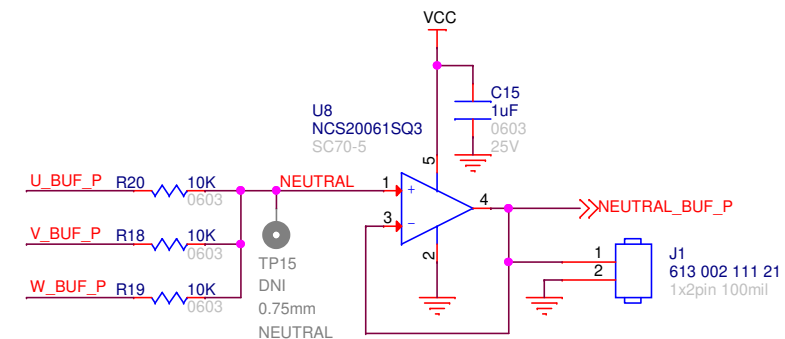 VCC
C15
1uF
0603
25V
U8
NCS20061SQ3
SC70-5
5
U_BUF_P
R20
10K
0603
NEUTRAL
1
+
4
NEUTRAL_BUF_P
3
−
V_BUF_P
R18
10K
0603
2
TP15
DNI
0.75mm
NEUTRAL
W_BUF_P
R19
10K
0603
1
2
J1
613 002 111 21
1x2pin 100mil